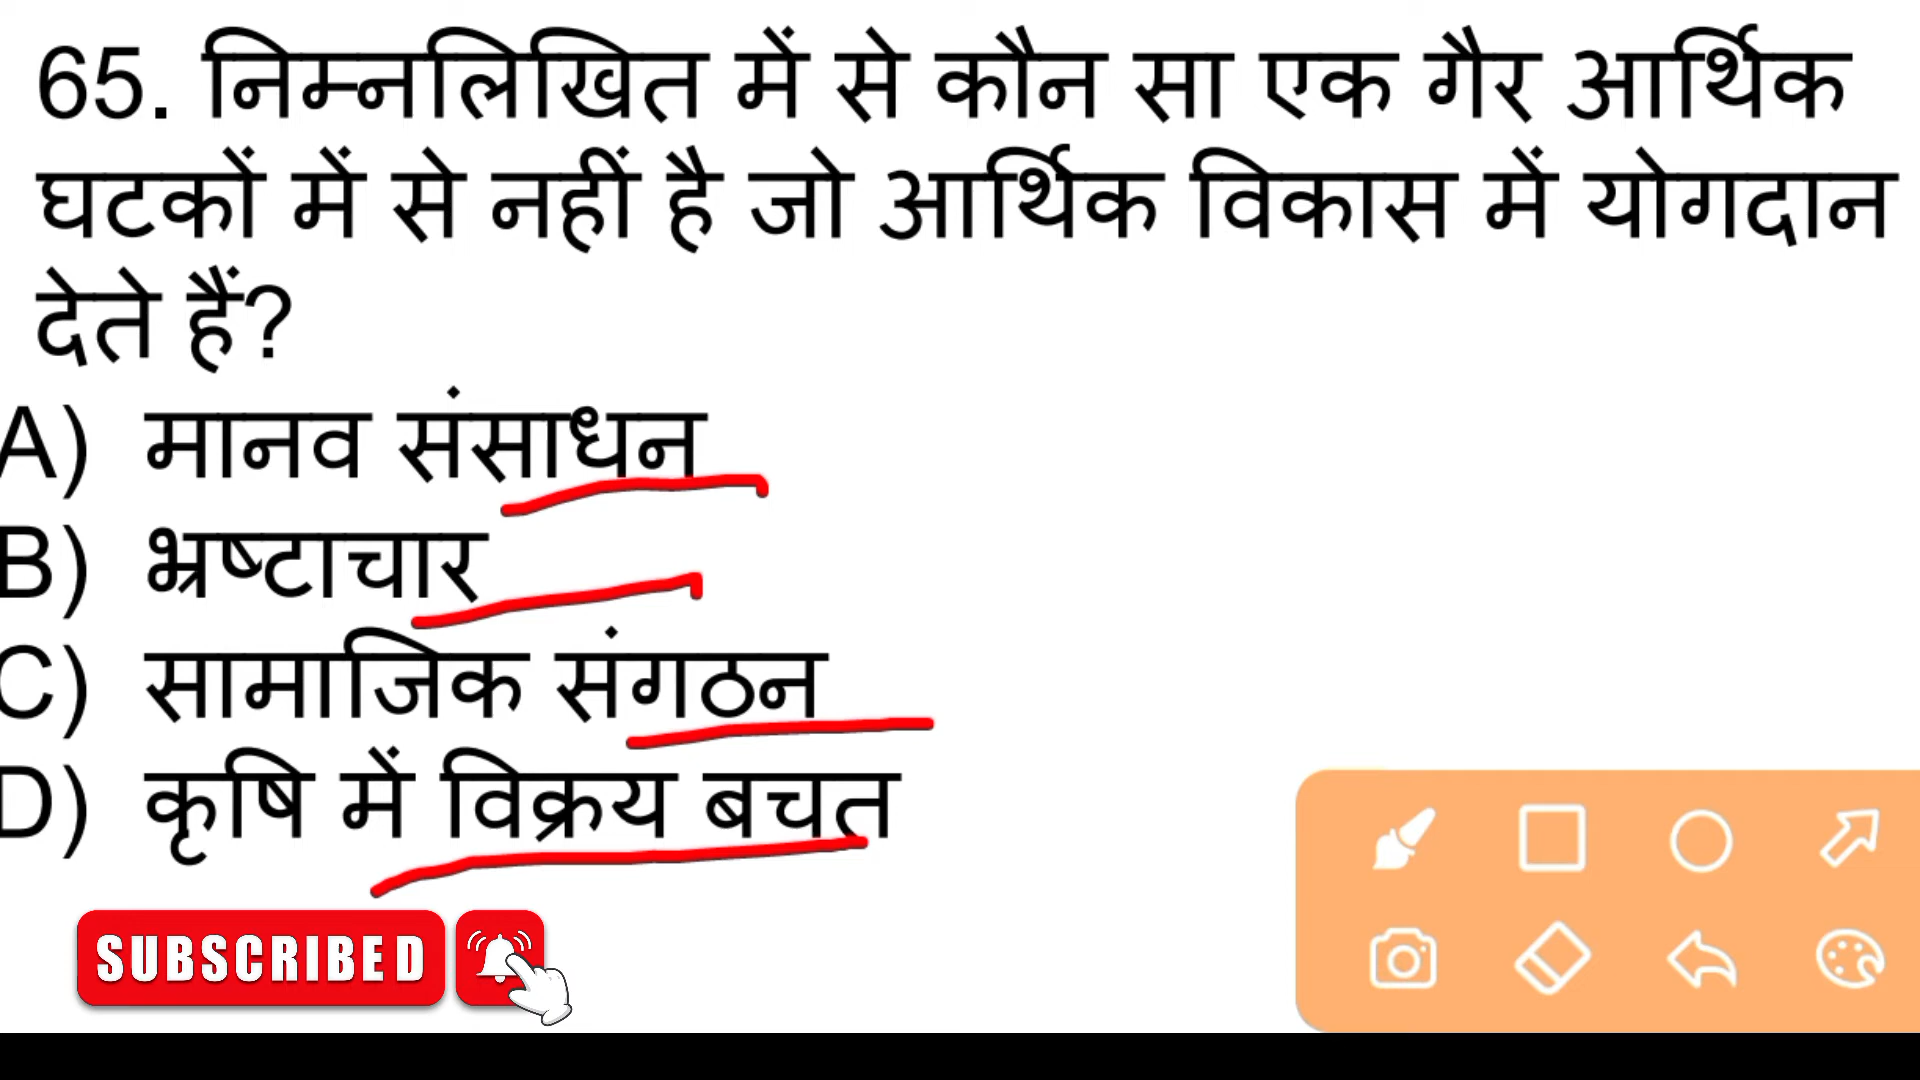 65. निम्नलिखित में से कौन सा एक गैर आर्थिक
घटकों में से नहीं है जो आर्थिक विकास में योगदान
देते हैं?
A) मानव संसाधन
B) भ्रष्टाचार
C) सामाजिक संगठन
D) कृषि में विक्रय बचत
SUBSCRIBED